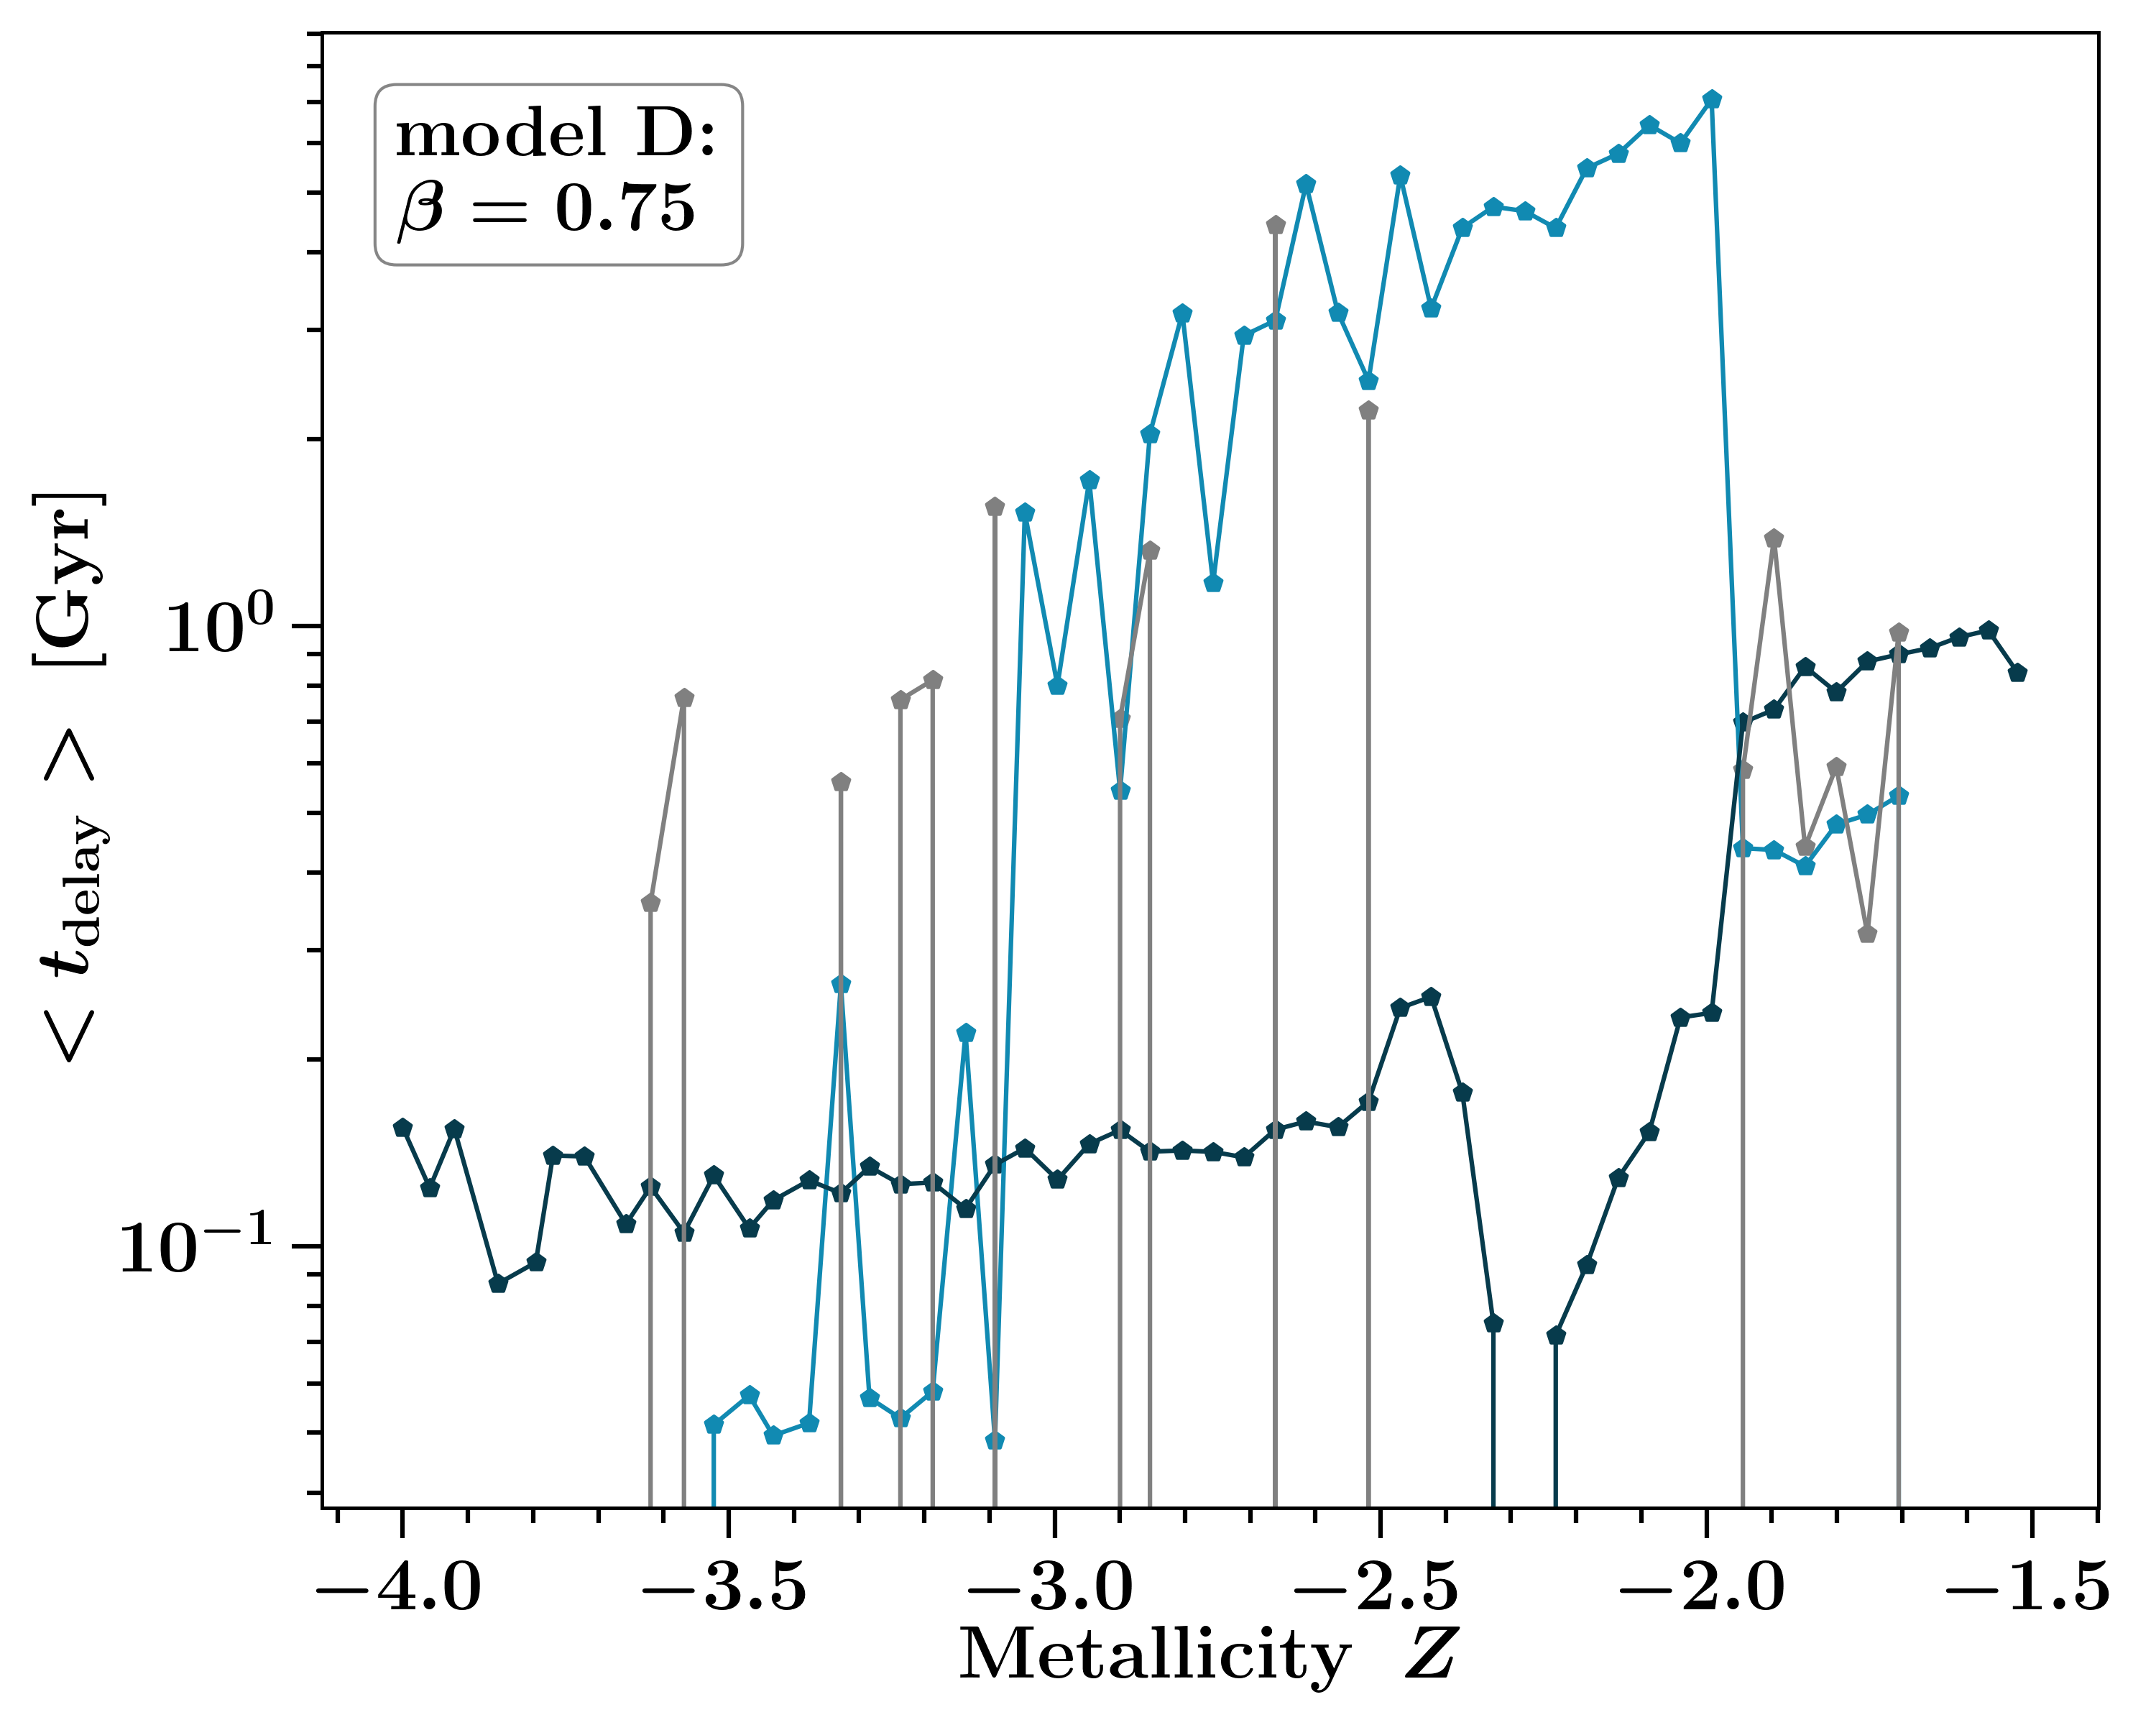 model D:
β = 0.75
< t_delay > [Gyr]
10^0
10^−1
−4.0 −3.5 −3.0 −2.5 −2.0 −1.5
Metallicity Z